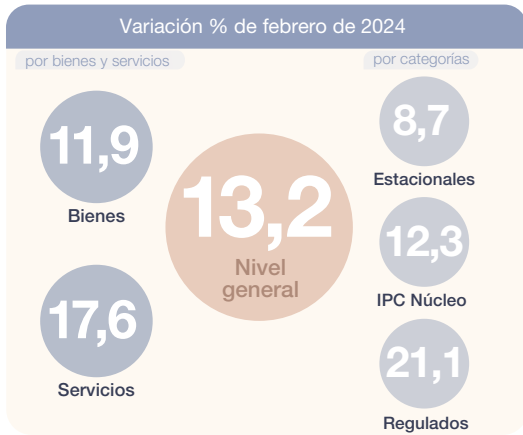 Variación % de febrero de 2024
por bienes y servicios
por categorías
11,9
Bienes
17,6
Servicios
13,2
Nivel
general
8,7
Estacionales
12,3
IPC Núcleo
21,1
Regulados